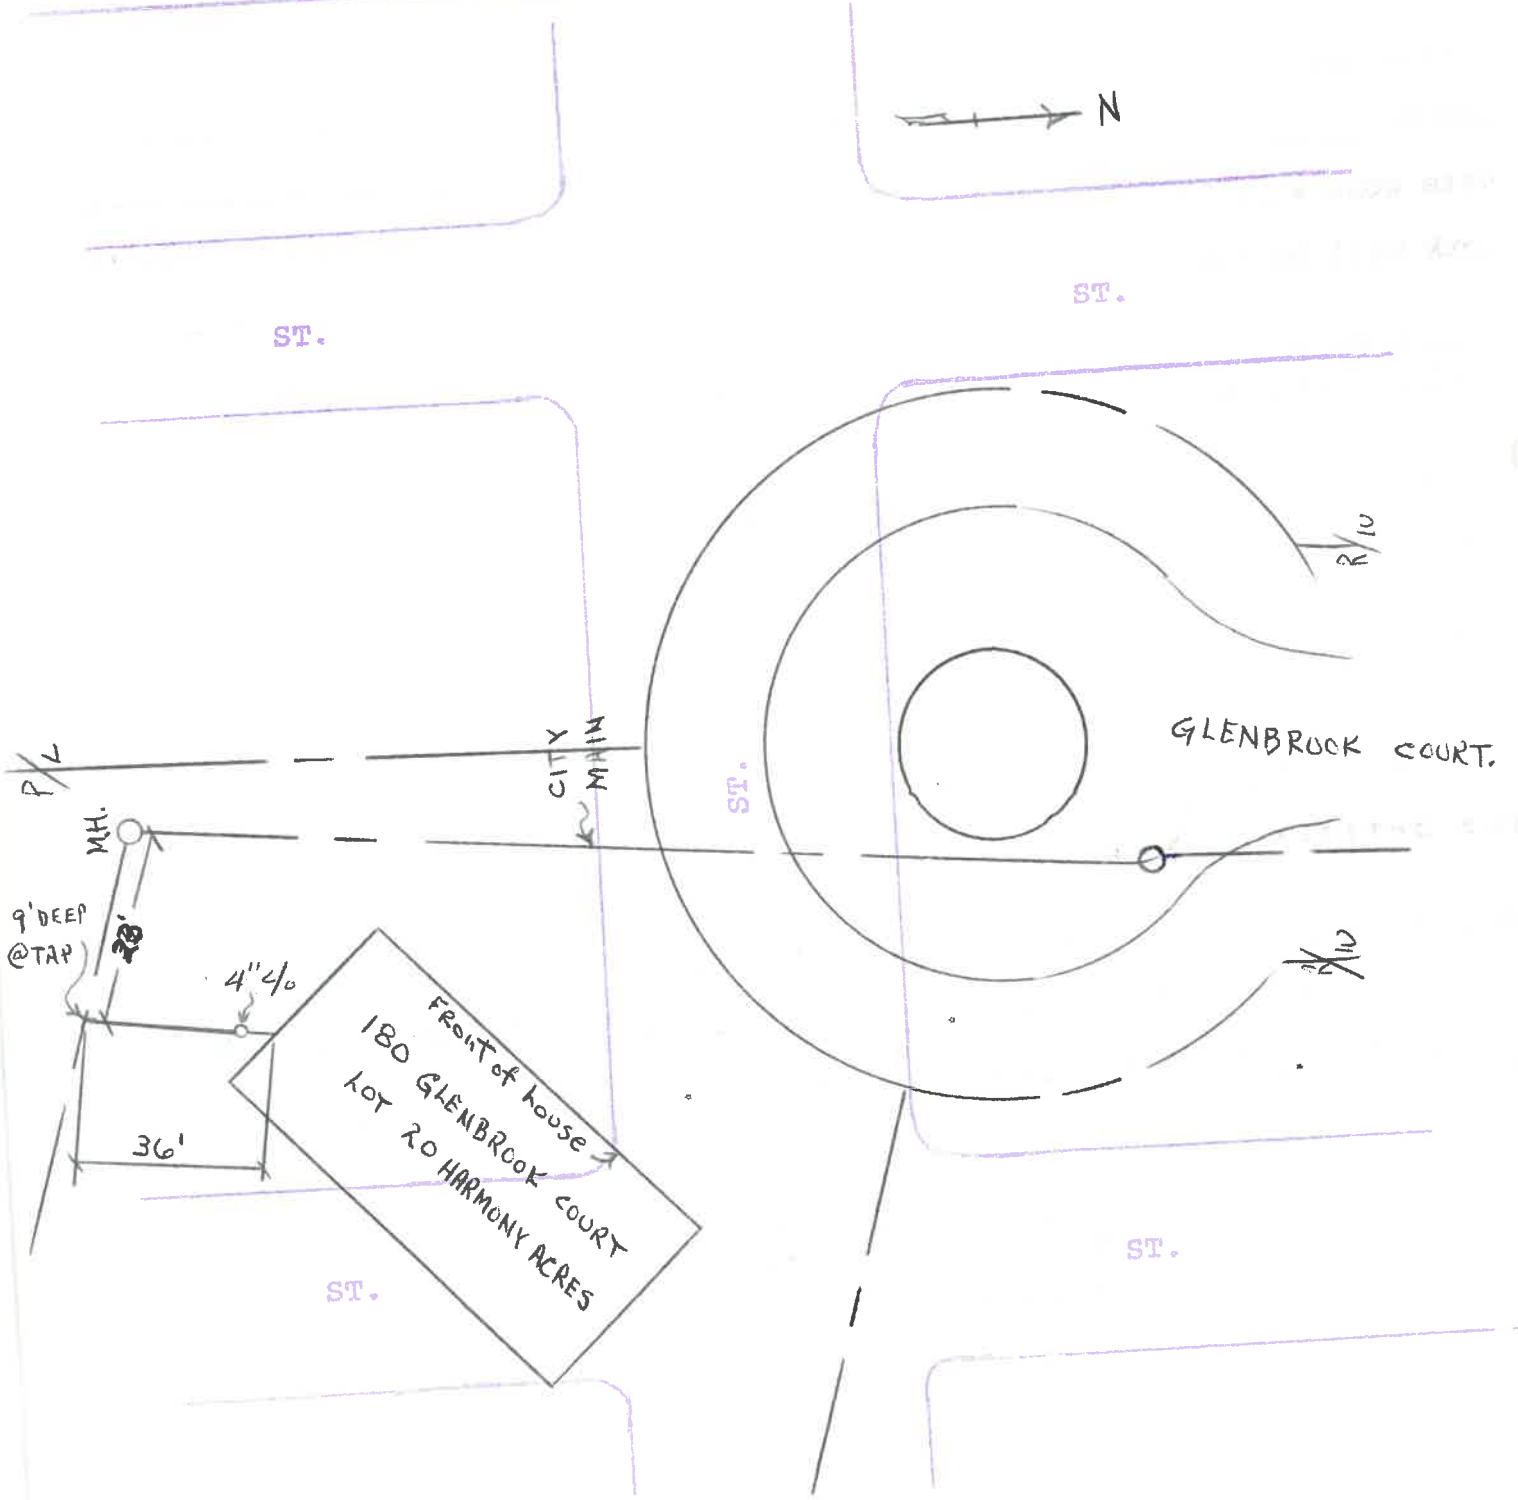 N
ST.
ST.
R/W
GLENBROOK COURT.
CITY
MAIN
ST.
P/L
M.H.
9' DEEP
@TAP
4" c/o
Front of house
180 GLENBROOK COURT
LOT 20 HARMONY ACRES
R/W
36'
ST.
ST.